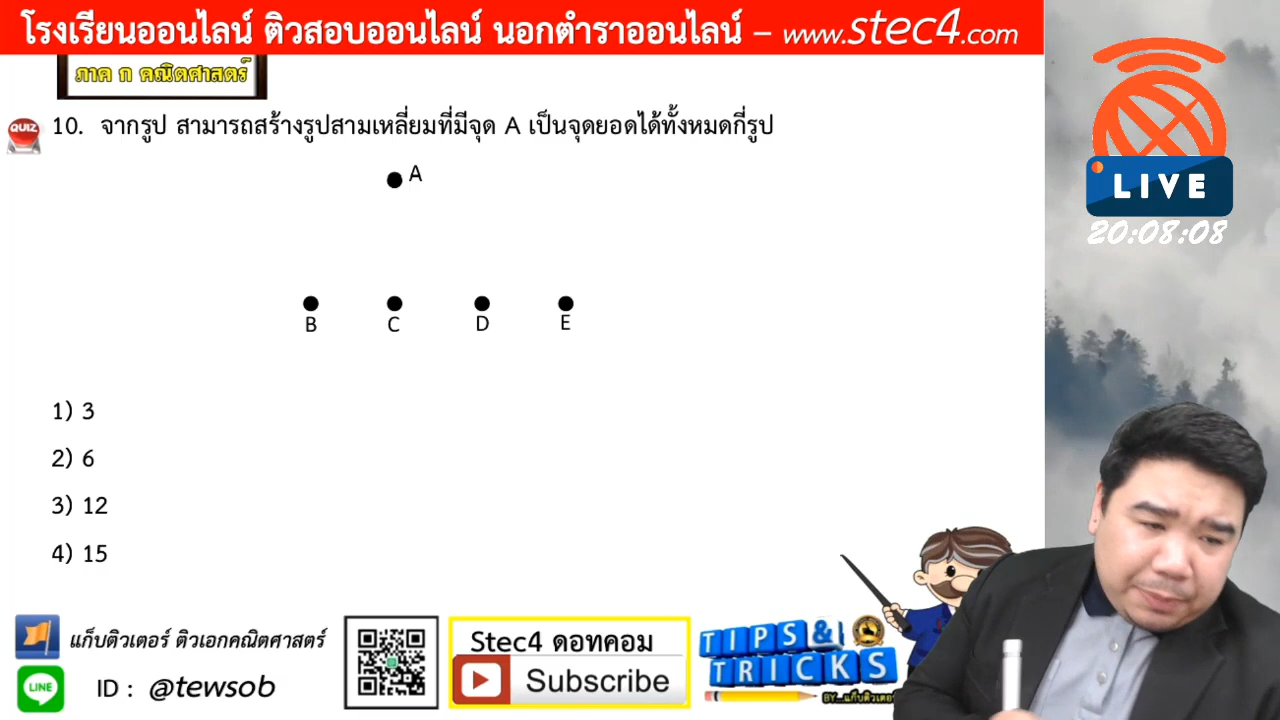 โรงเรียนออนไลน์ ติวสอบออนไลน์ นอกตำราออนไลน์ – www.stec4.com
ภาค ก คณิตศาสตร์
QUIZ
10. จากรูป สามารถสร้างรูปสามเหลี่ยมที่มีจุด A เป็นจุดยอดได้ทั้งหมดกี่รูป
A
B C D E
1) 3
2) 6
3) 12
4) 15
LIVE
20:08:08
แก็บติวเตอร์ ติวเอกคณิตศาสตร์
LINE
ID : @tewsob
Stec4 ดอทคอม
Subscribe
TIPS &
TRICKS